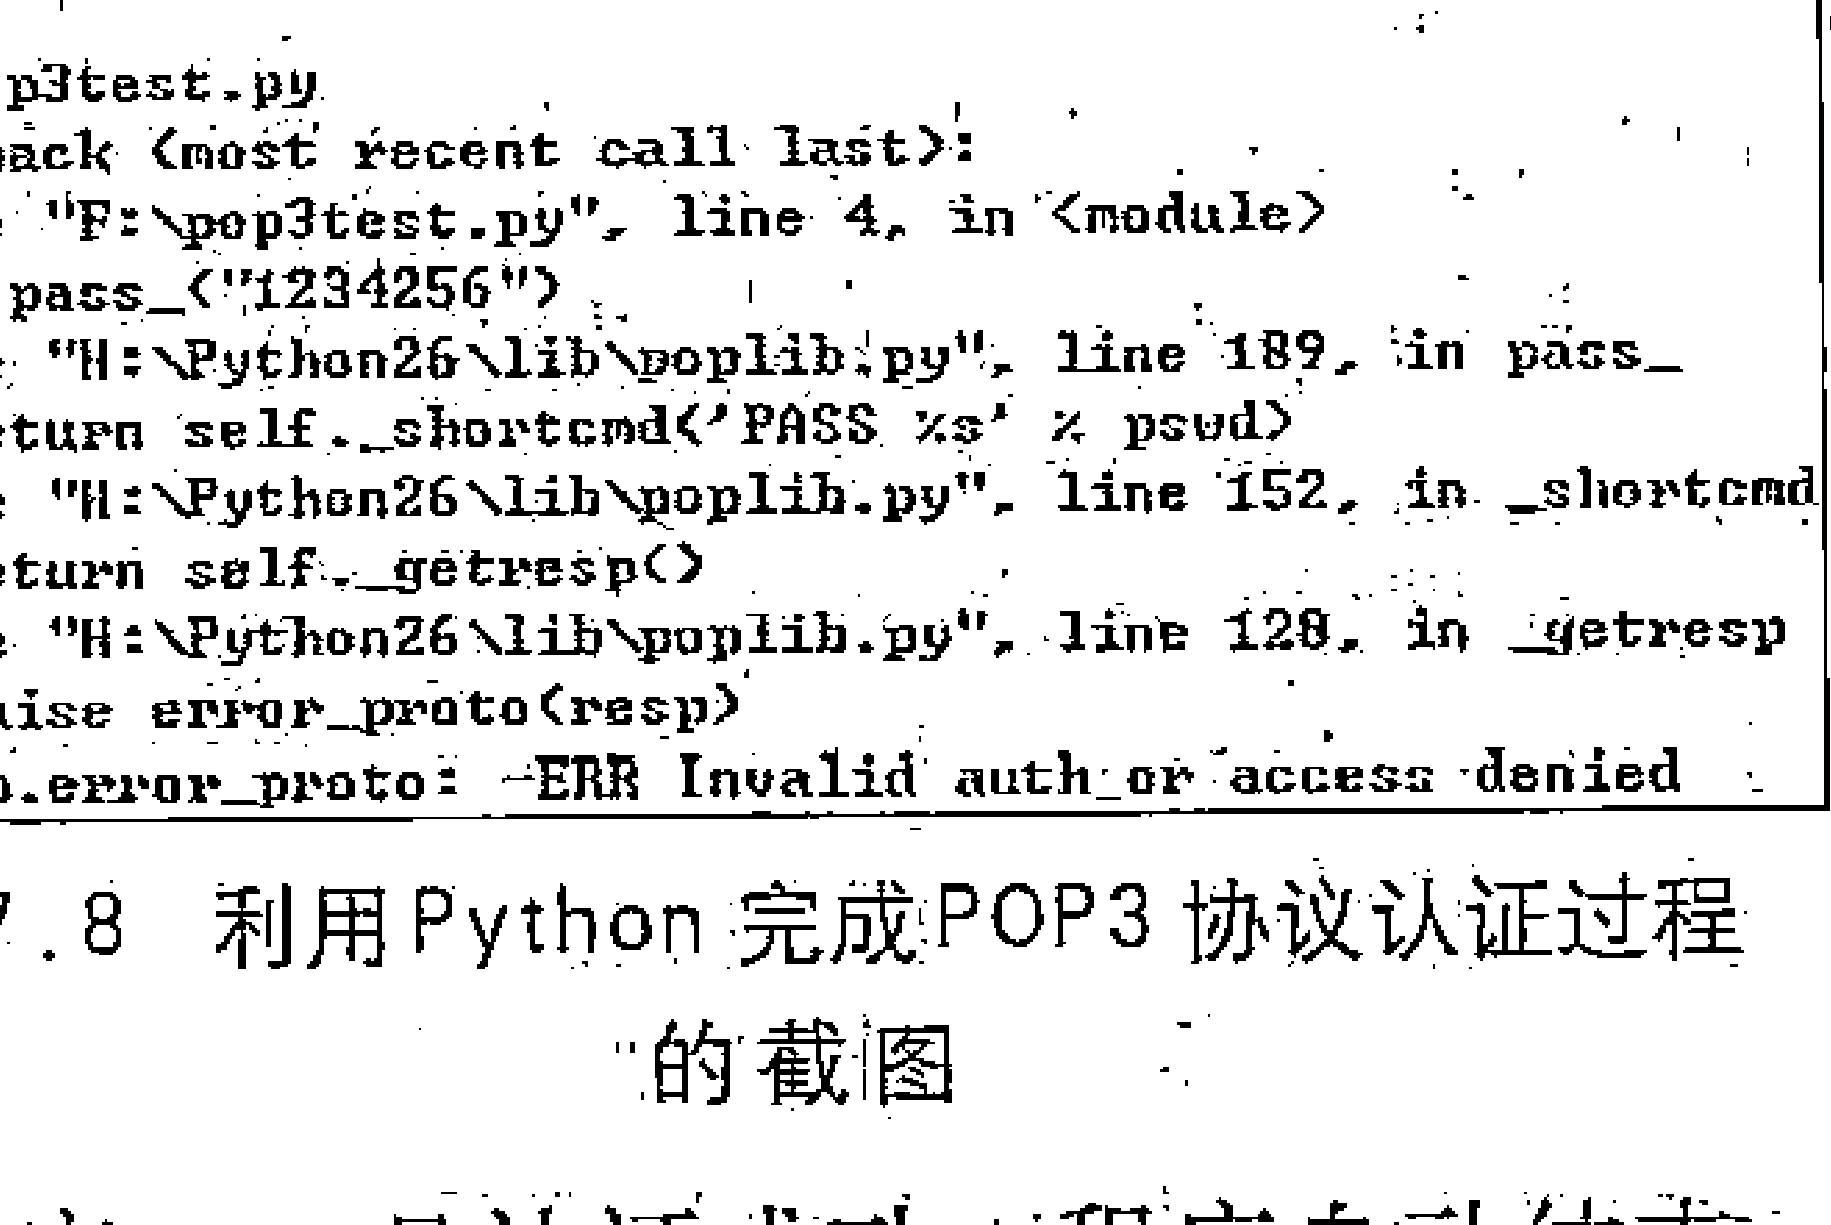 p3test.py
back (most recent call last):
"F:\pop3test.py", line 4, in <module>
pass_("1234256")
"H:\Python26\lib\poplib.py", line 189, in pass_
eturn self._shortcmd('PASS %s' % pswd)
"H:\Python26\lib\poplib.py", line 152, in _shortcmd
eturn self._getresp()
"H:\Python26\lib\poplib.py", line 128, in _getresp
aise error_proto(resp)
.error_proto: -ERR Invalid auth or access denied
7.8 利用Python完成POP3协议认证过程
的截图